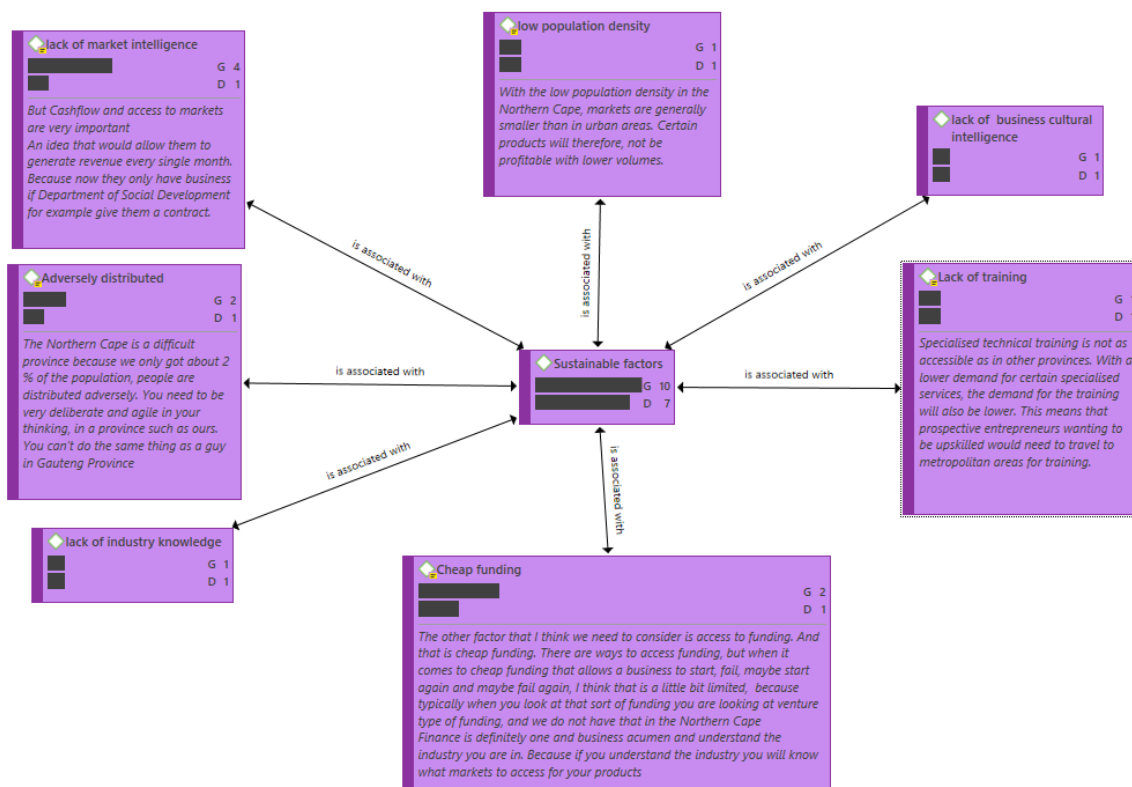 lack of market intelligence
G 4
D 1
But Cashflow and access to markets
are very important
An idea that would allow them to
generate revenue every single month.
Because now they only have business
if Department of Social Development
for example give them a contract.
low population density
G 1
D 1
With the low population density in the
Northern Cape, markets are generally
smaller than in urban areas. Certain
products will therefore, not be
profitable with lower volumes.
lack of business cultural
intelligence
G 1
D 1
Adversely distributed
G 2
D 1
The Northern Cape is a difficult
province because we only got about 2
% of the population, people are
distributed adversely. You need to be
very deliberate and agile in your
thinking, in a province such as ours.
You can't do the same thing as a guy
in Gauteng Province
is associated with
is associated with
is associated with
is associated with
Sustainable factors
G 10
D 7
is associated with
Lack of training
G
D 1
Specialised technical training is not as
accessible as in other provinces. With a
lower demand for certain specialised
services, the demand for the training
will also be lower. This means that
prospective entrepreneurs wanting to
be upskilled would need to travel to
metropolitan areas for training.
is associated with
is associated with
lack of industry knowledge
G 1
D 1
Cheap funding
G 2
D 1
The other factor that I think we need to consider is access to funding. And
that is cheap funding. There are ways to access funding, but when it
comes to cheap funding that allows a business to start, fail, maybe start
again and maybe fail again, I think that is a little bit limited, because
typically when you look at that sort of funding you are looking at venture
type of funding, and we do not have that in the Northern Cape
Finance is definitely one and business acumen and understand the
industry you are in. Because if you understand the industry you will know
what markets to access for your products